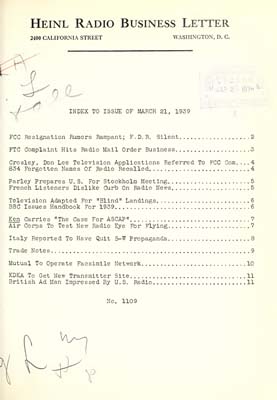 HEINL RADIO BUSINESS LETTER
2400 CALIFORNIA STREET WASHINGTON, D. C.
INDEX TO ISSUE OF MARCH 21, 1939
FCC Resignation Rumors Rampant; F.D.R. Silent....................2
FTC Complaint Hits Radio Mail Order Business.....................3
Crosley, Don Lee Television Applications Referred To FCC Com....4
834 Forgotten Names Of Radio Recalled............................4
Farley Prepares U.S. For Stockholm Meeting.......................5
French Listeners Dislike Curb On Radio News......................5
Television Adapted For "Blind" Landings..........................6
BBC Issues Handbook For 1939.....................................6
Ken Carries "The Case For ASCAP".................................7
Air Corps To Test New Radio Eye For Flying.......................7
Italy Reported To Have Quit S-W Propaganda.......................8
Trade Notes......................................................9
Mutual To Operate Facsimile Network.............................10
KDKA To Get New Transmitter Site................................11
British Ad Man Impressed By U.S. Radio..........................11
No. 1109